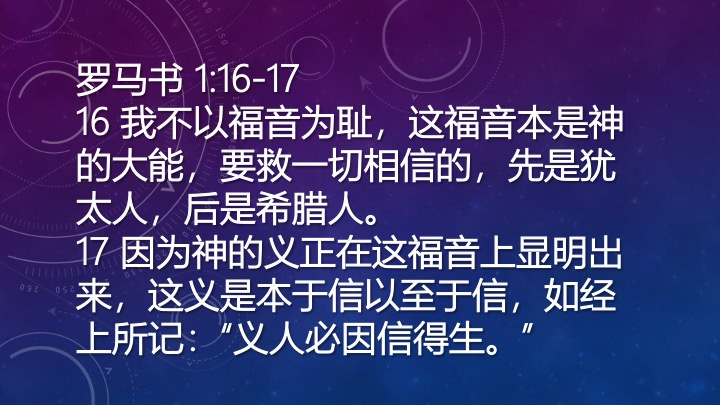 罗马书 1:16-17
16 我不以福音为耻，这福音本是神
的大能，要救一切相信的，先是犹
太人，后是希腊人。
17 因为神的义正在这福音上显明出
来，这义是本于信以至于信，如经
上所记：“义人必因信得生。”